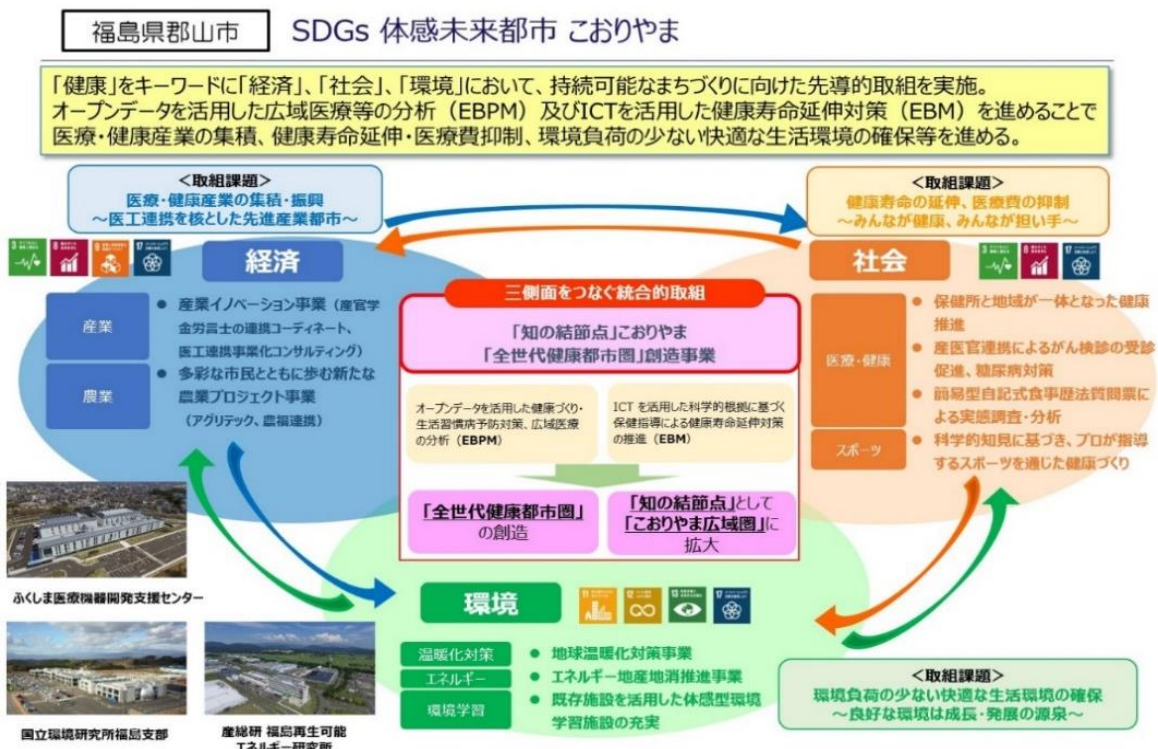 福島県郡山市
SDGs 体感未来都市 こおりやま
「健康」をキーワードに「経済」、「社会」、「環境」において、持続可能なまちづくりに向けた先導的取組を実施。
オープンデータを活用した広域医療等の分析（EBPM）及びICTを活用した健康寿命延伸対策（EBM）を進めることで
医療・健康産業の集積、健康寿命延伸・医療費抑制、環境負荷の少ない快適な生活環境の確保等を進める。
＜取組課題＞
医療・健康産業の集積・振興
～医工連携を核とした先進産業都市～
＜取組課題＞
健康寿命の延伸、医療費の抑制
～みんなが健康、みんなが担い手～
3
8
9
17
経済
産業
● 産業イノベーション事業（産官学
金労言士の連携コーディネート、
医工連携事業化コンサルティング）
農業
● 多彩な市民とともに歩む新たな
農業プロジェクト事業
（アグリテック、農福連携）
三側面をつなぐ統合的取組
「知の結節点」こおりやま
「全世代健康都市圏」創造事業
オープンデータを活用した健康づくり・
生活習慣病予防対策、広域医療
の分析（EBPM）
ICT を活用した科学的根拠に基づく
保健指導による健康寿命延伸対策
の推進（EBM）
「全世代健康都市圏」
の創造
「知の結節点」として
「こおりやま広域圏」に
拡大
社会
3
8
17
医療・健康
● 保健所と地域が一体となった健康
推進
● 産医官連携によるがん検診の受診
促進、糖尿病対策
● 簡易型自記式食事歴法質問票に
よる実態調査・分析
スポーツ
● 科学的知見に基づき、プロが指導
するスポーツを通じた健康づくり
環境
11
12
13
17
温暖化対策
● 地球温暖化対策事業
エネルギー
● エネルギー地産地消推進事業
環境学習
● 既存施設を活用した体感型環境
学習施設の充実
＜取組課題＞
環境負荷の少ない快適な生活環境の確保
～良好な環境は成長・発展の源泉～
ふくしま医療機器開発支援センター
国立環境研究所福島支部
産総研 福島再生可能
エネルギー研究所